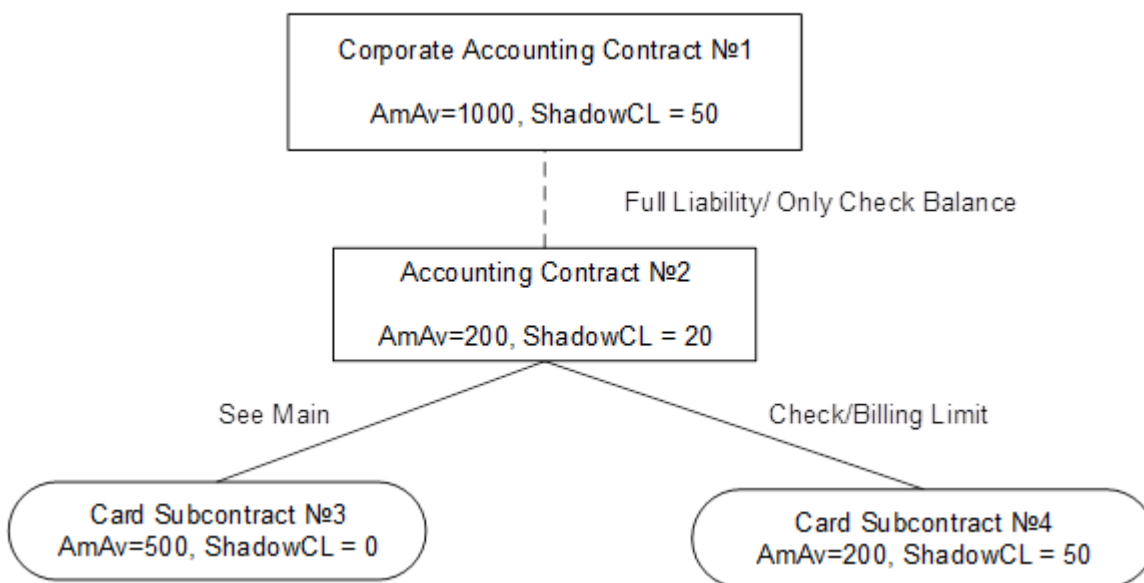 Corporate Accounting Contract №1
AmAv=1000, ShadowCL = 50
Full Liability/ Only Check Balance
Accounting Contract №2
AmAv=200, ShadowCL = 20
See Main
Check/Billing Limit
Card Subcontract №3
AmAv=500, ShadowCL = 0
Card Subcontract №4
AmAv=200, ShadowCL = 50